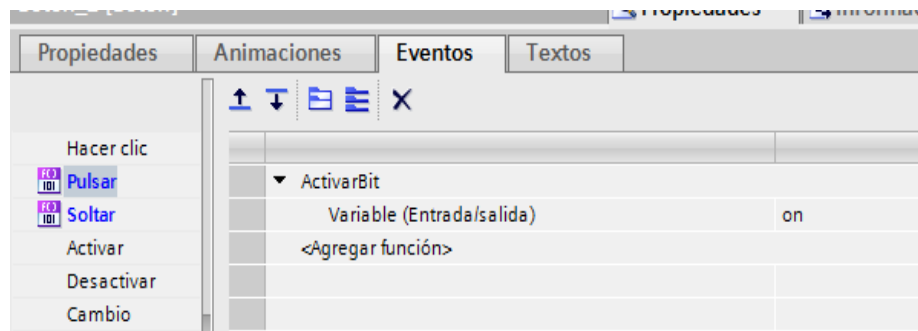 Propiedades
Propiedades Animaciones Eventos Textos
Hacer clic
Pulsar
Soltar
Activar
Desactivar
Cambio
ActivarBit
Variable (Entrada/salida) on
<Agregar función>